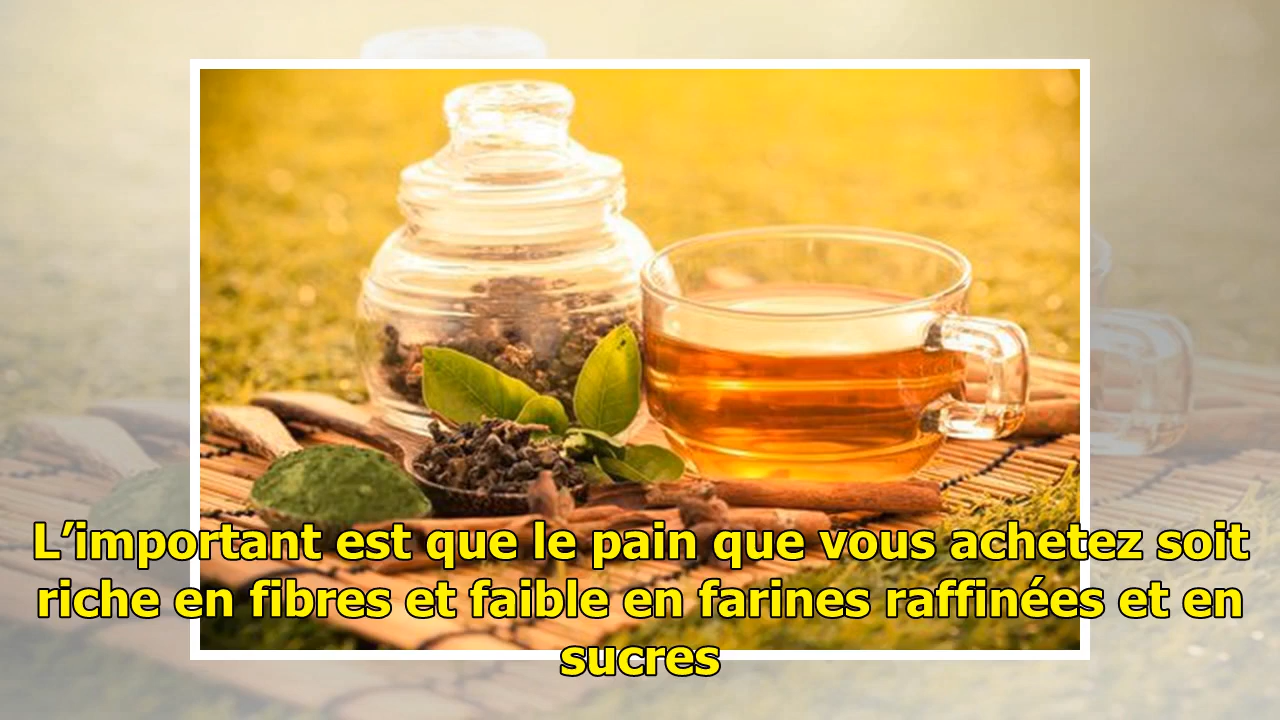 L’important est que le pain que vous achetez soit
riche en fibres et faible en farines raffinées et en
sucres